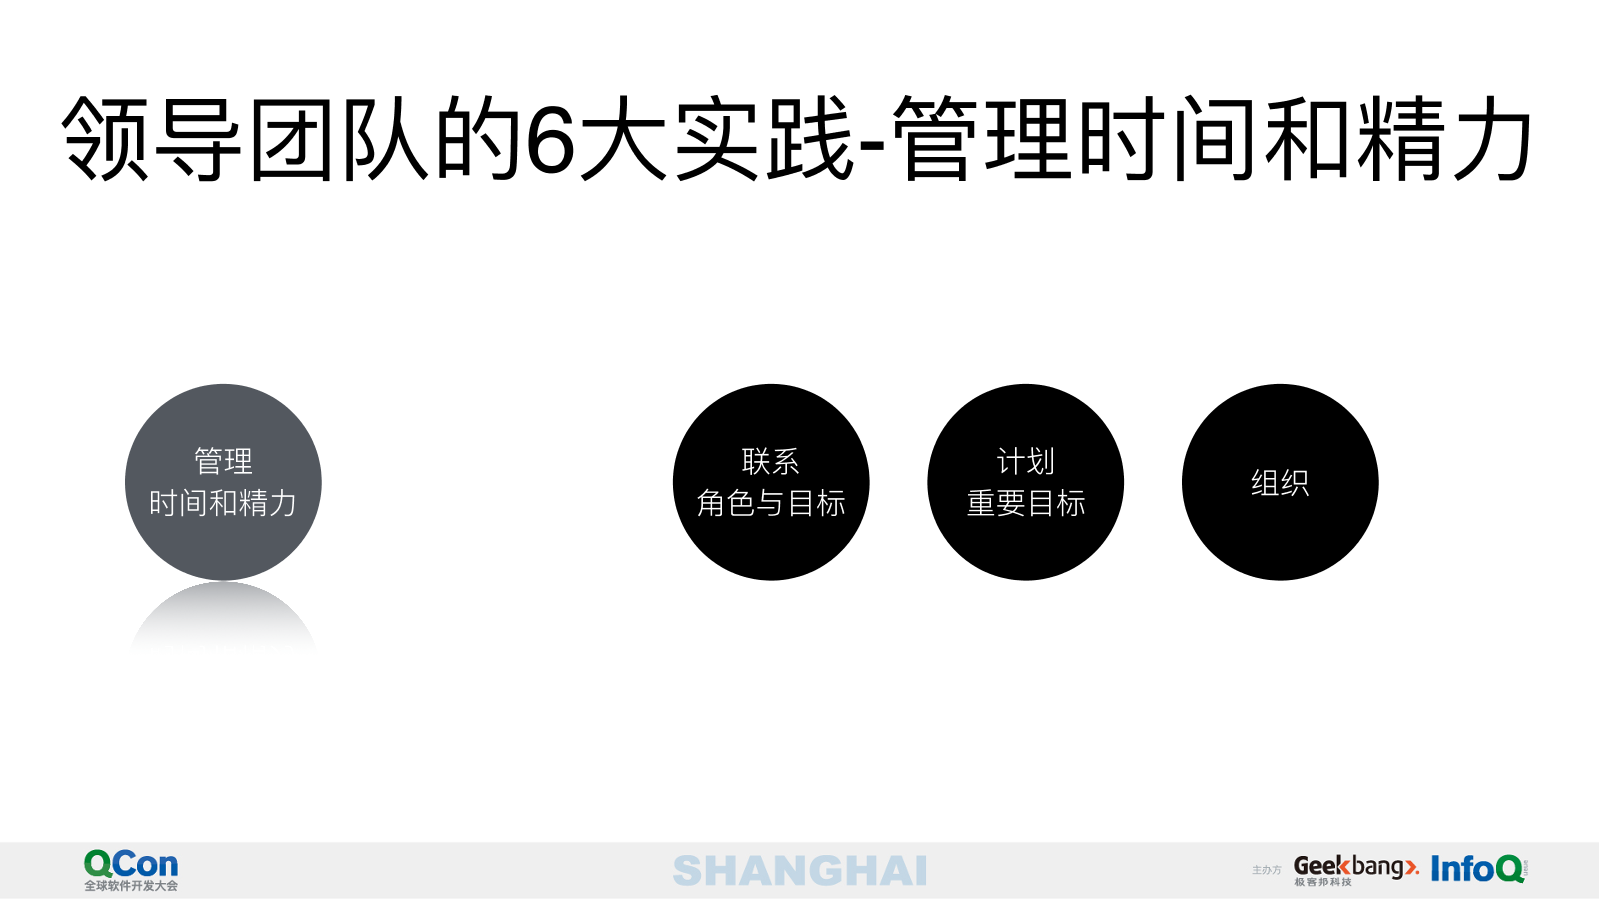 领导团队的6大实践-管理时间和精力
管理
时间和精力
联系
角色与目标
计划
重要目标
组织
QCon
全球软件开发大会
SHANGHAI
主办方
Geekbang>.
极客邦科技
InfoQ